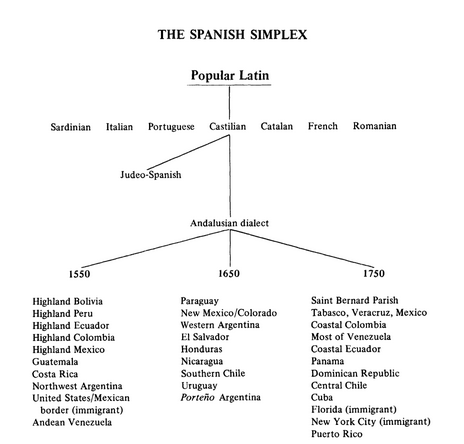 THE SPANISH SIMPLEX
Popular Latin
Sardinian Italian Portuguese Castilian Catalan French Romanian
Judeo-Spanish
Andalusian dialect
1550
Highland Bolivia
Highland Peru
Highland Ecuador
Highland Colombia
Highland Mexico
Guatemala
Costa Rica
Northwest Argentina
United States/Mexican
border (immigrant)
Andean Venezuela
1650
Paraguay
New Mexico/Colorado
Western Argentina
El Salvador
Honduras
Nicaragua
Southern Chile
Uruguay
Porteño Argentina
1750
Saint Bernard Parish
Tabasco, Veracruz, Mexico
Coastal Colombia
Most of Venezuela
Coastal Ecuador
Panama
Dominican Republic
Central Chile
Cuba
Florida (immigrant)
New York City (immigrant)
Puerto Rico